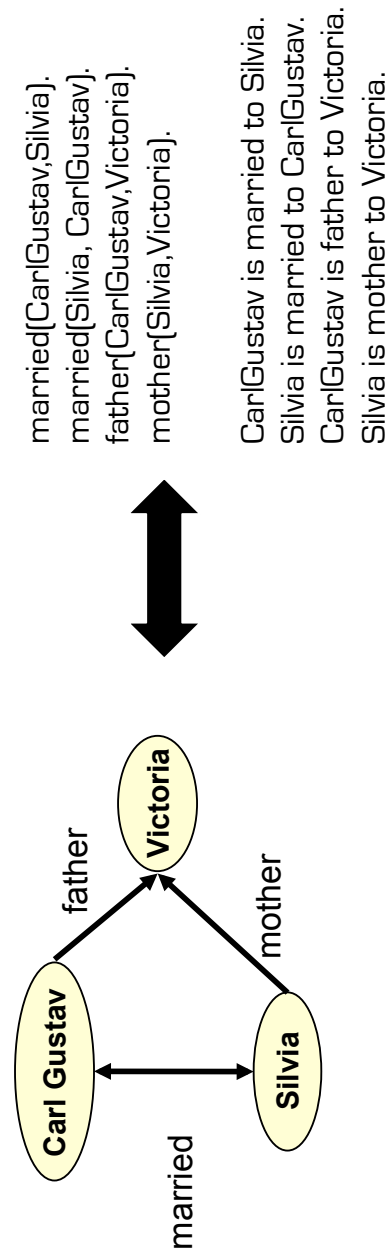 married
Carl Gustav
father
Victoria
Silvia
mother
married(CarlGustav,Silvia).
married(Silvia, CarlGustav).
father(CarlGustav,Victoria).
mother(Silvia,Victoria).
CarlGustav is married to Silvia.
Silvia is married to CarlGustav.
CarlGustav is father to Victoria.
Silvia is mother to Victoria.